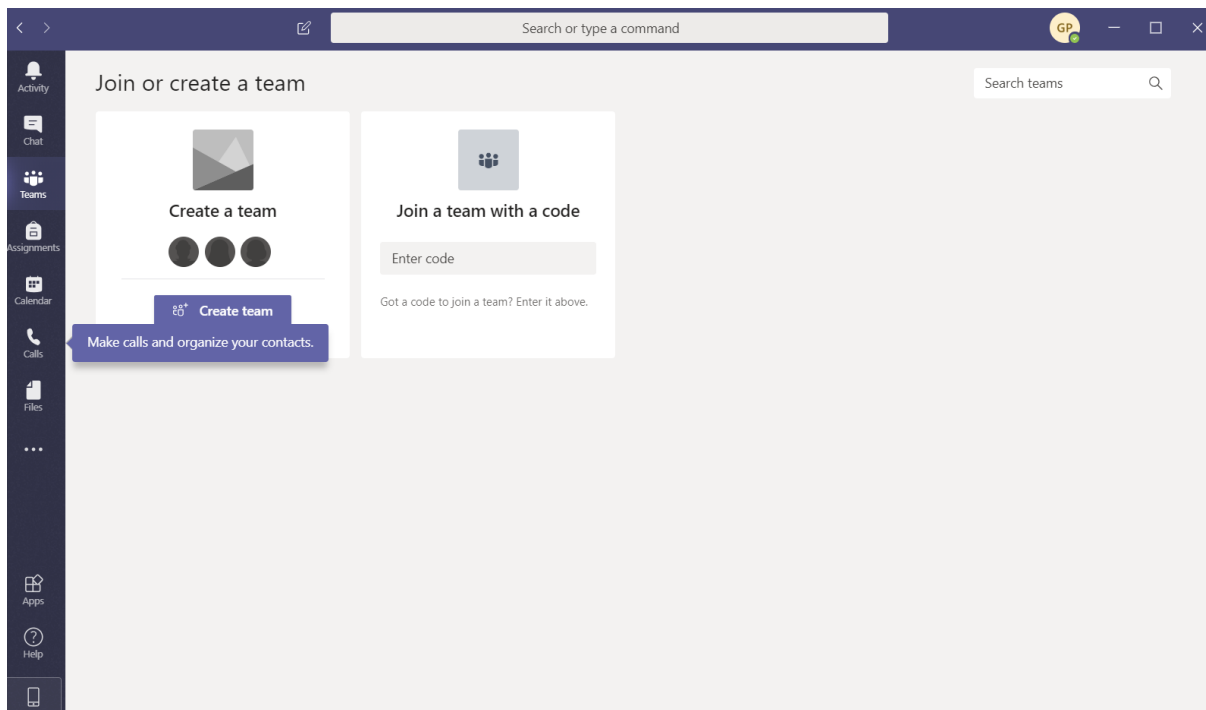 Search or type a command
GP
Activity
Chat
Teams
Assignments
Calendar
Calls
Files
Apps
Help
Join or create a team
Search teams
Create a team
Create team
Make calls and organize your contacts.
Join a team with a code
Enter code
Got a code to join a team? Enter it above.